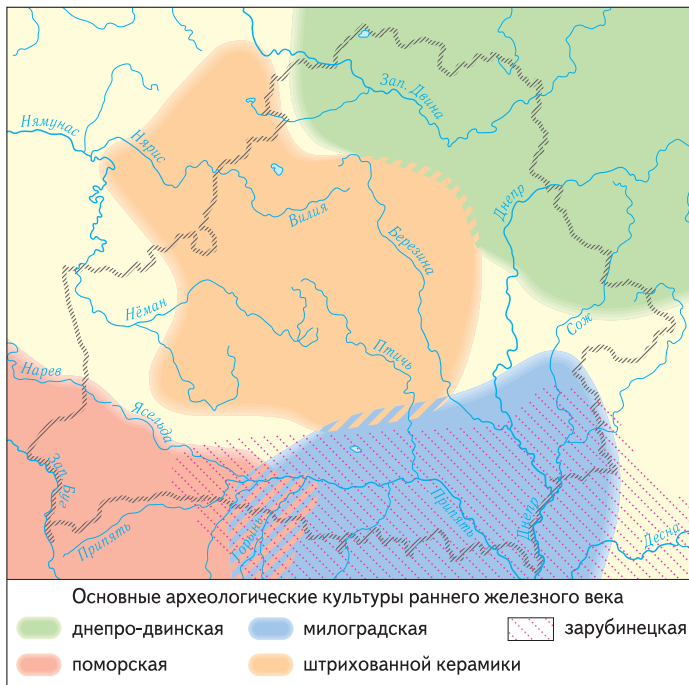 Зап. Двина
Нямунас
Нярис
Днепр
Вилия
Березина
Нёман
Сож
Птичь
Нарев
Ясельда
Зап. Буг
Припять
Горынь
Припять
Днепр
Десна
Основные археологические культуры раннего железного века
днепро-двинская
милоградская
зарубинецкая
поморская
штрихованной керамики